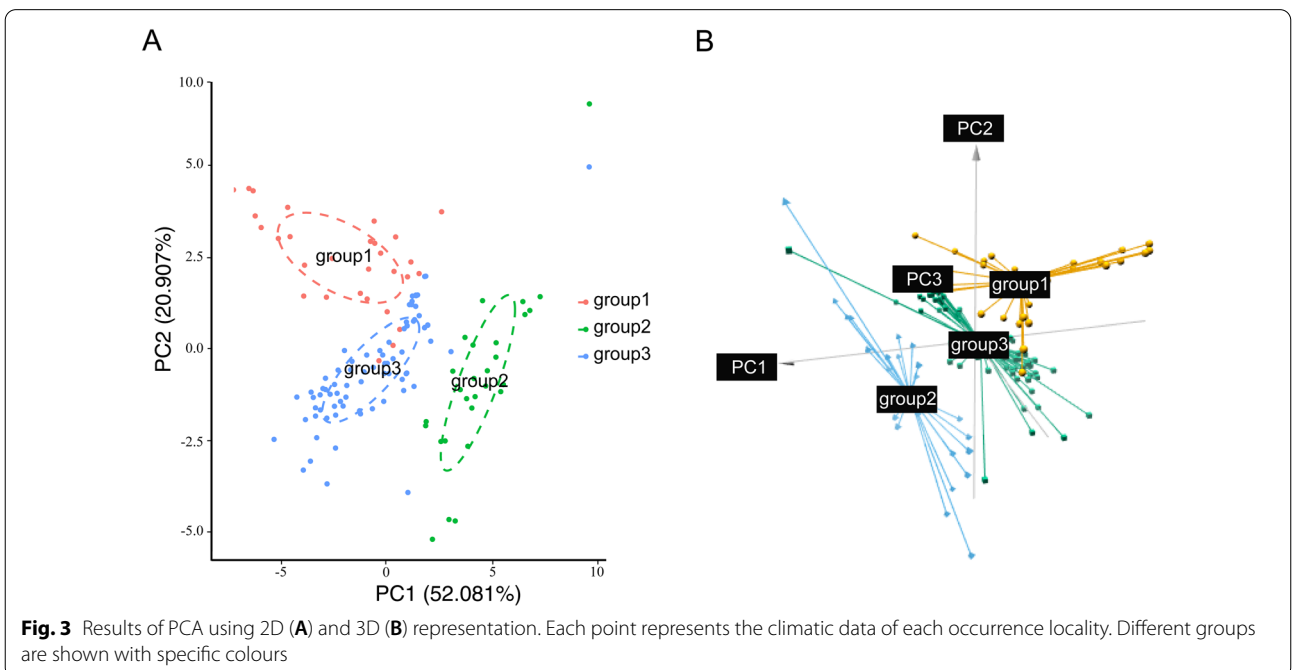 A
B
10.0
5.0
2.5
0.0
-2.5
-5.0
PC2 (20.907%)
group1
group3
group2
group1
group2
group3
-5
0
5
10
PC1 (52.081%)
PC2
PC3
group1
group3
PC1
group2
Fig. 3 Results of PCA using 2D (A) and 3D (B) representation. Each point represents the climatic data of each occurrence locality. Different groups
are shown with specific colours